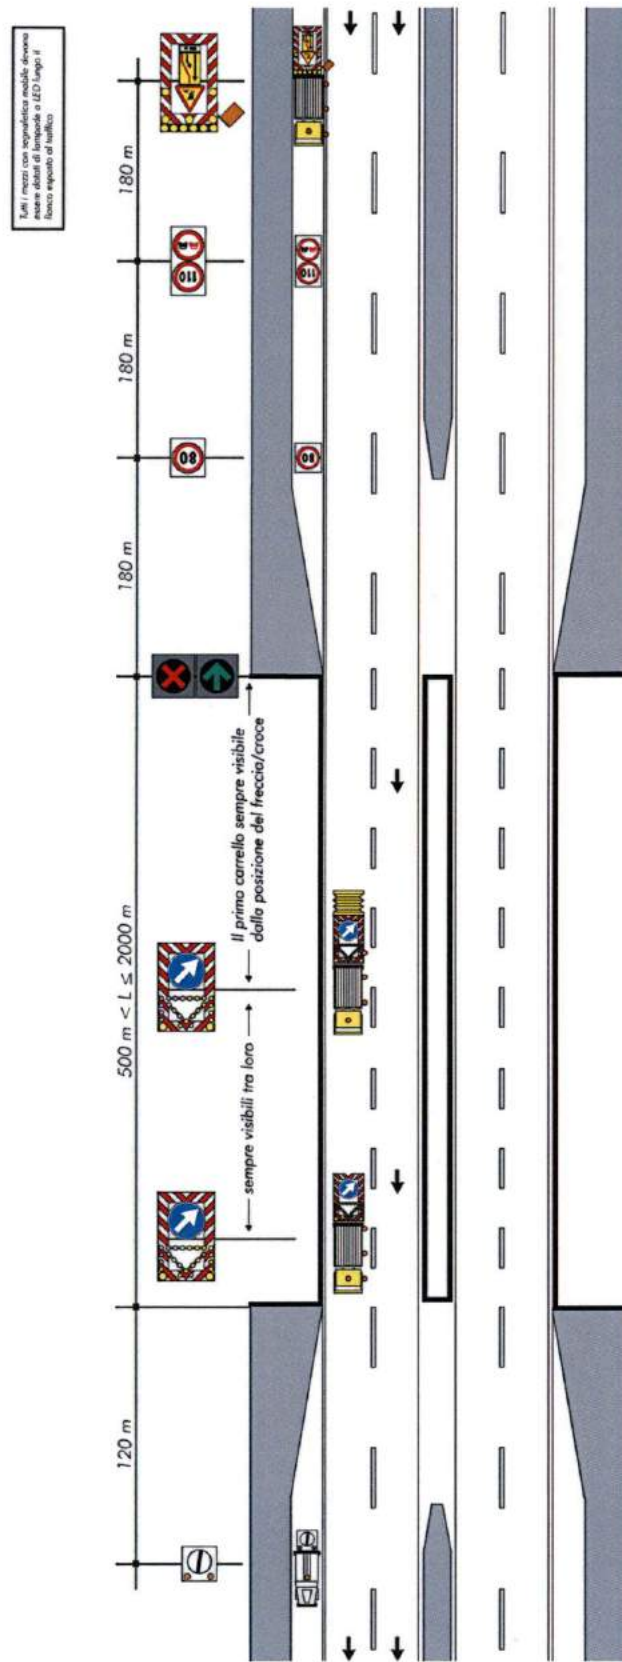 Tutti i mezzi con segnaletica mobile devono
essere dotati di lampade a LED lungo il
fianco esposto al traffico
180 m
110
180 m
80
180 m
Il primo carrello sempre visibile
dalla posizione del freccia/croce
500 m < L ≤ 2000 m
sempre visibili tra loro
120 m
110
80